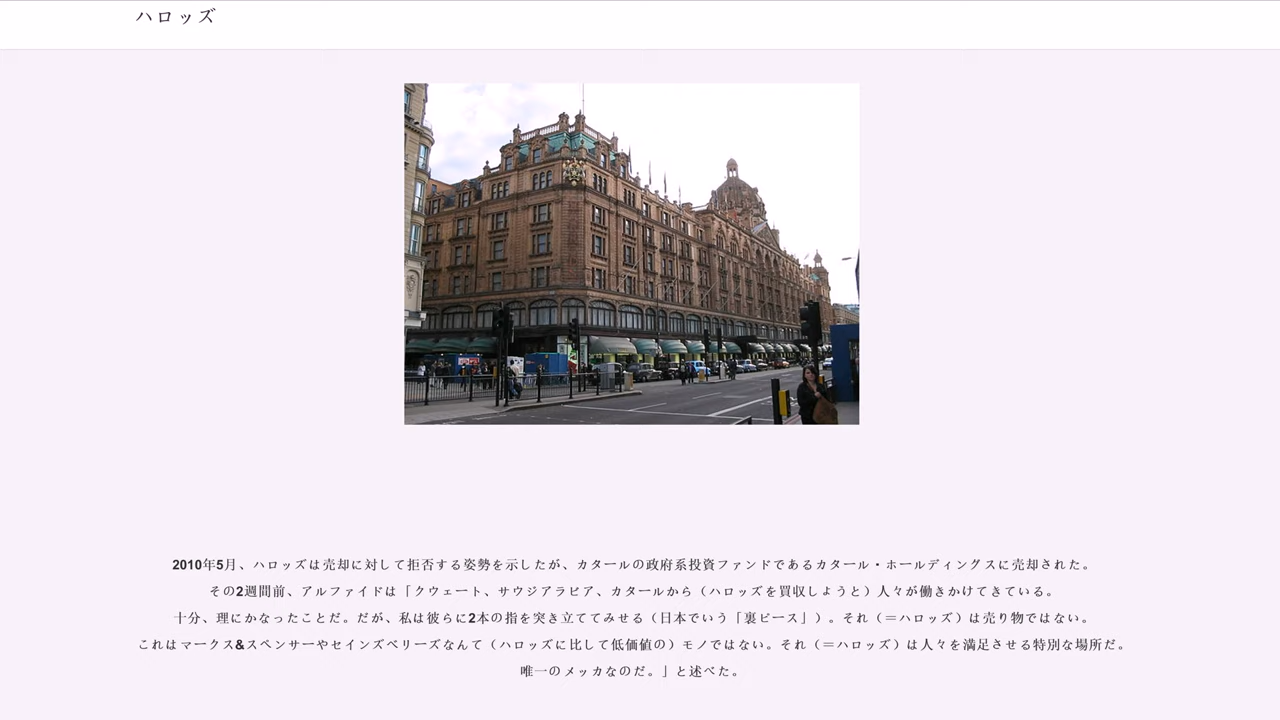 ハロッズ
2010年5月、ハロッズは売却に対して拒否する姿勢を示したが、カタールの政府系投資ファンドであるカタール・ホールディングスに売却された。
その2週間前、アルファイドは「クウェート、サウジアラビア、カタールから（ハロッズを買収しようと）人々が働きかけてきている。
十分、理にかなったことだ。だが、私は彼らに2本の指を突き立ててみせる（日本でいう「裏ピース」）。それ（＝ハロッズ）は売り物ではない。
これはマークス&スペンサーやセインズベリーズなんて（ハロッズに比して低価値の）モノではない。それ（＝ハロッズ）は人々を満足させる特別な場所だ。
唯一のメッカなのだ。」と述べた。